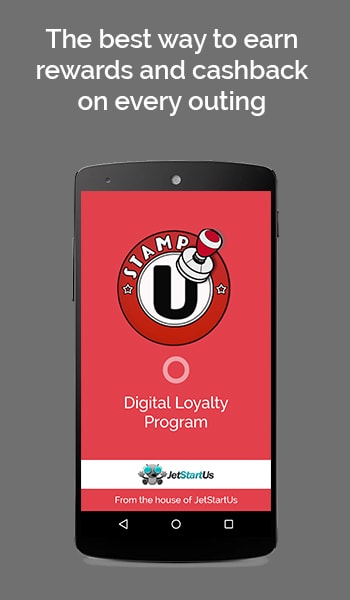 The best way to earn
rewards and cashback
on every outing
STAMP
U
Digital Loyalty
Program
JetStartUs
From the house of JetStartUs